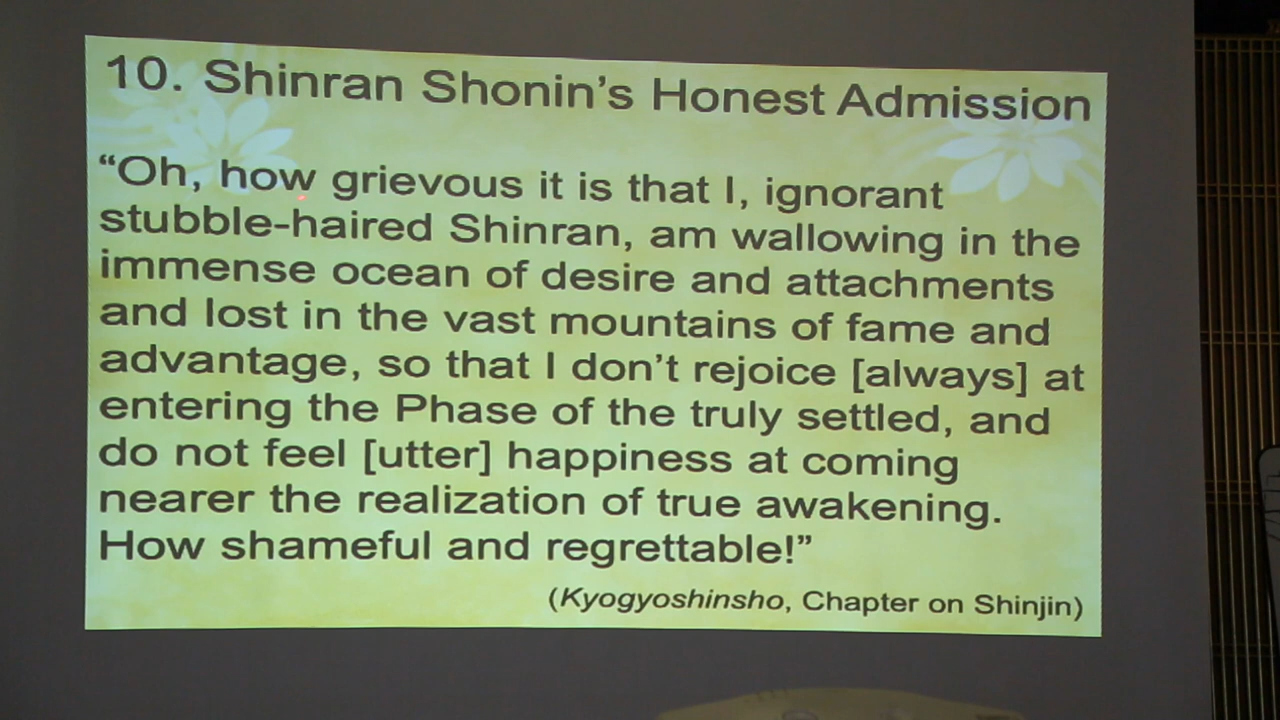 10. Shinran Shonin’s Honest Admission
“Oh, how grievous it is that I, ignorant
stubble-haired Shinran, am wallowing in the
immense ocean of desire and attachments
and lost in the vast mountains of fame and
advantage, so that I don’t rejoice [always] at
entering the Phase of the truly settled, and
do not feel [utter] happiness at coming
nearer the realization of true awakening.
How shameful and regrettable!”
(Kyogyoshinsho, Chapter on Shinjin)